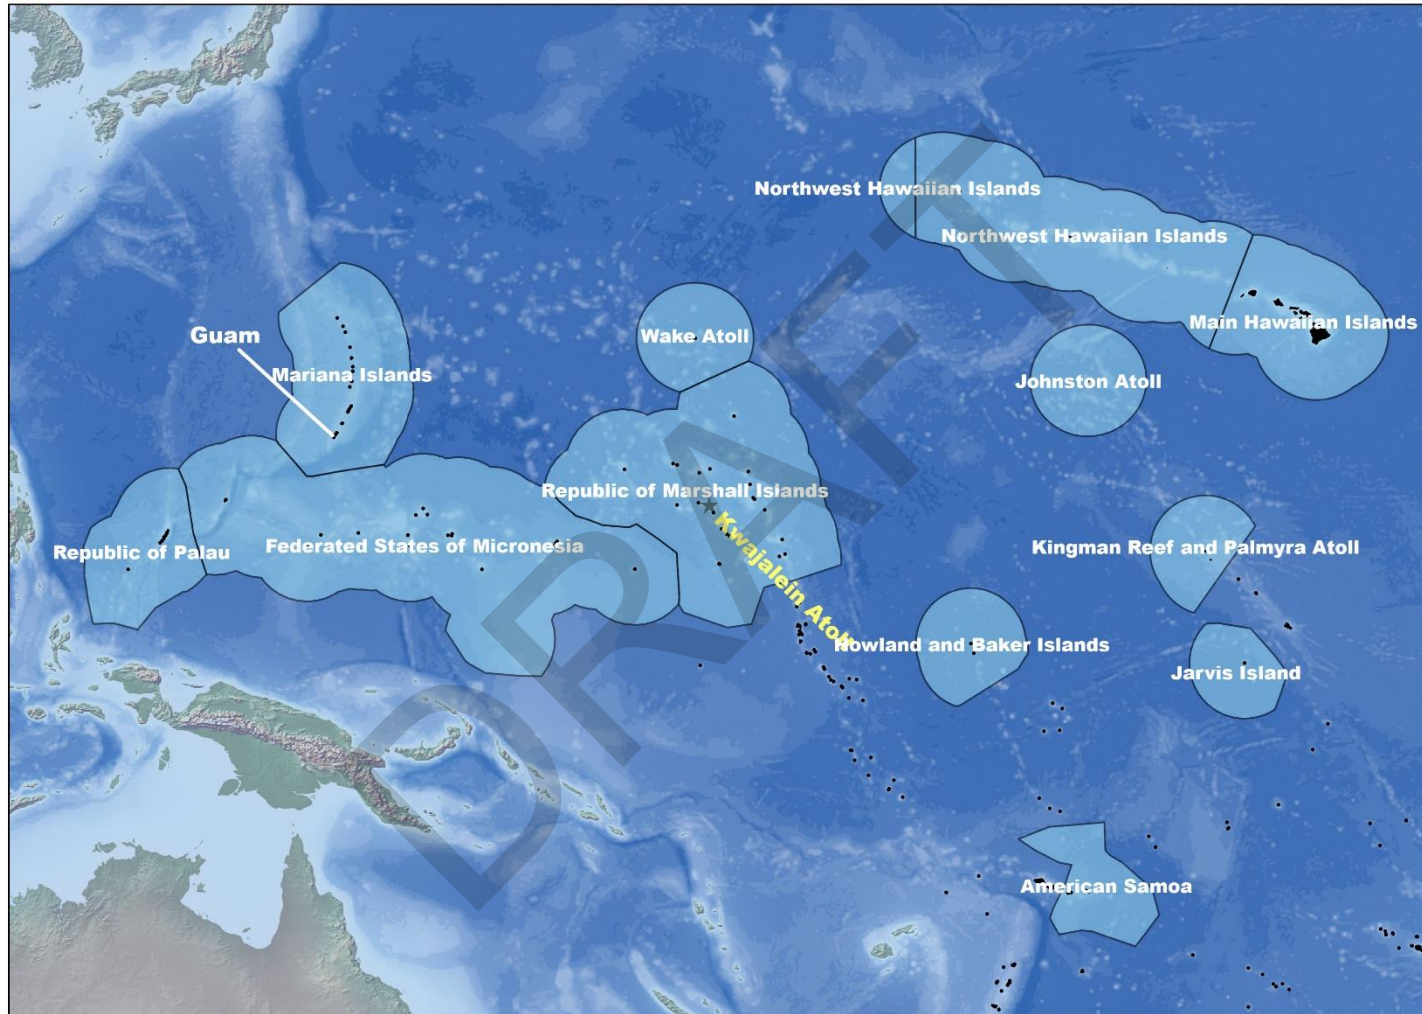 Northwest Hawaiian Islands
Northwest Hawaiian Islands
Guam
Wake Atoll
Main Hawaiian Islands
Mariana Islands
Johnston Atoll
Republic of Marshall Islands
Kwajalein Atoll
Republic of Palau
Federated States of Micronesia
Kingman Reef and Palmyra Atoll
Howland and Baker Islands
Jarvis Island
American Samoa
DRAFT